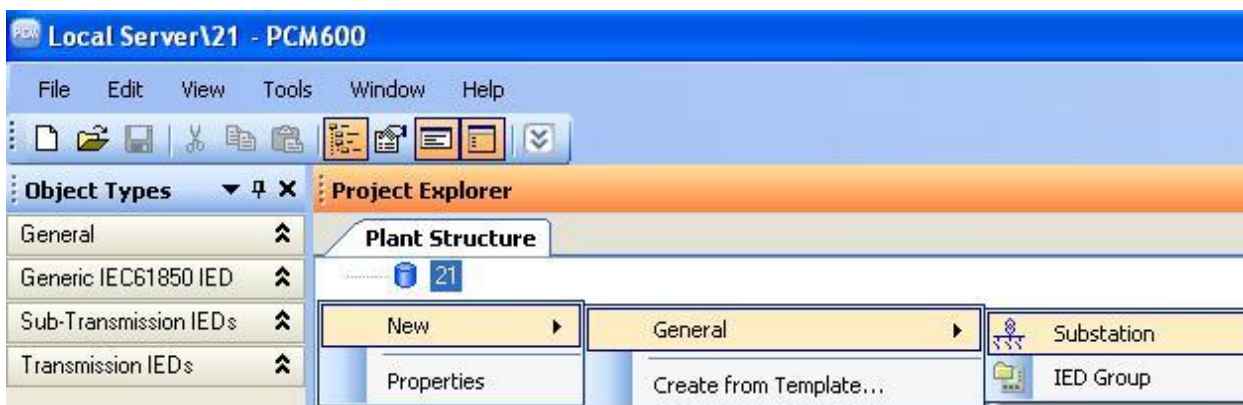 Local Server\21 - PCM600
File Edit View Tools Window Help
Object Types
Project Explorer
General
Plant Structure
Generic IEC61850 IED
21
Sub-Transmission IEDs
New
General
Substation
Transmission IEDs
Properties
Create from Template...
IED Group